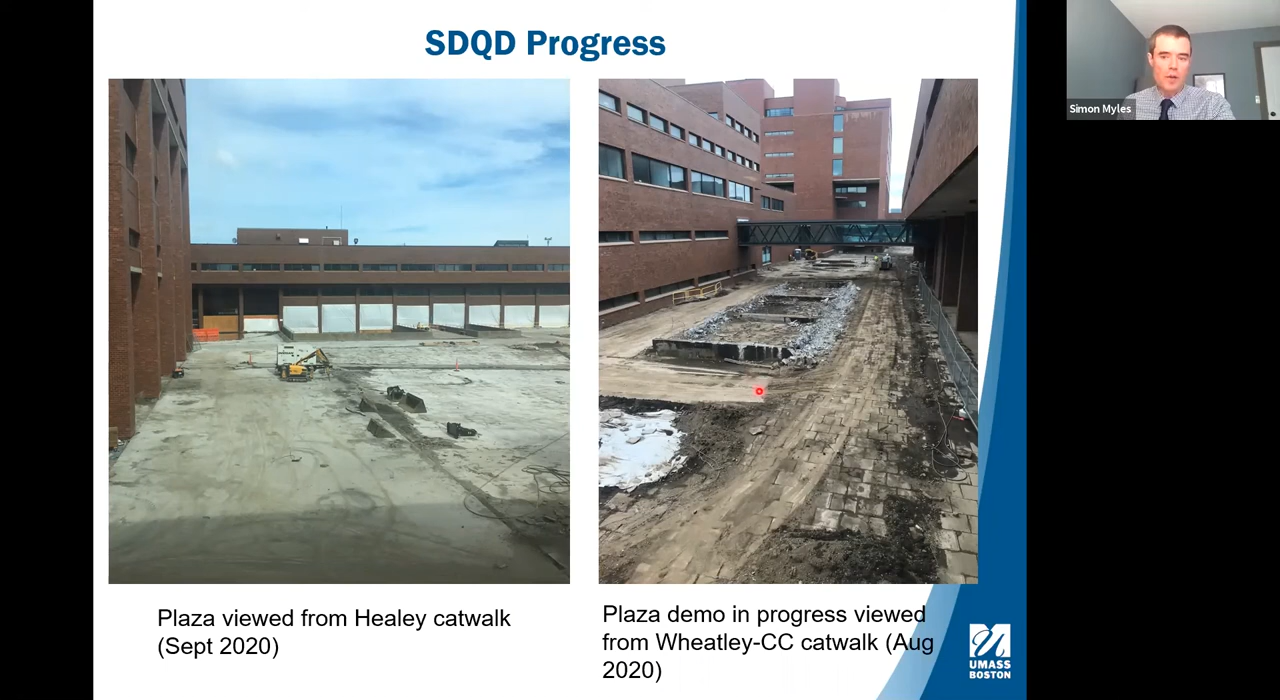 SDQD Progress
Simon Myles
Plaza viewed from Healey catwalk
(Sept 2020)
Plaza demo in progress viewed
from Wheatley-CC catwalk (Aug
2020)
UMASS
BOSTON